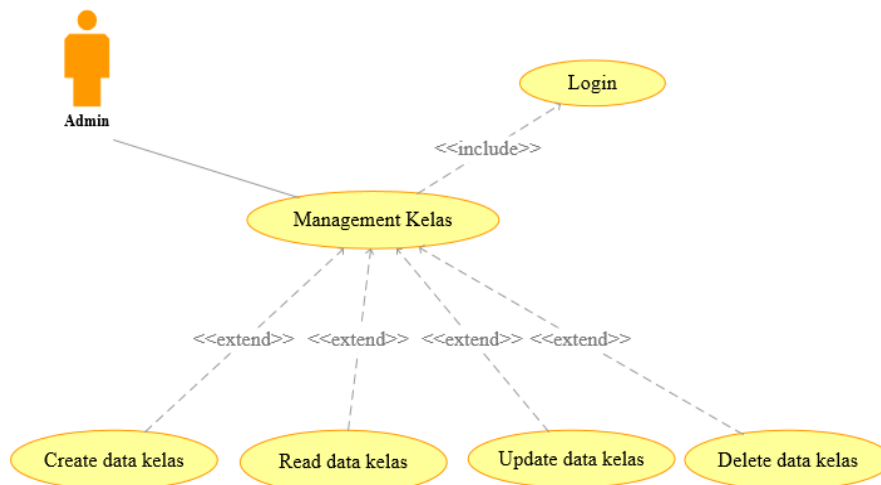 Login
Admin
<<include>>
Management Kelas
<<extend>> <<extend>> <<extend>> <<extend>>
Create data kelas Read data kelas Update data kelas Delete data kelas